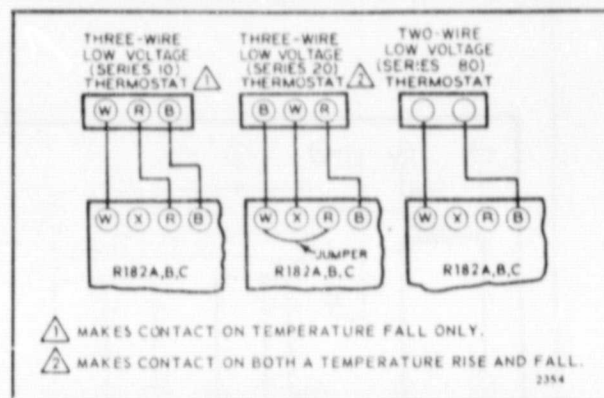 THREE-WIRE
LOW VOLTAGE
(SERIES 10)
THERMOSTAT 1
THREE-WIRE
LOW VOLTAGE
(SERIES 20)
THERMOSTAT 2
TWO-WIRE
LOW VOLTAGE
(SERIES 80)
THERMOSTAT
W R B
B W R
W X R B
R182A,B,C
W X R B
JUMPER
R182A,B,C
W X R B
R182A,B,C
1 MAKES CONTACT ON TEMPERATURE FALL ONLY.
2 MAKES CONTACT ON BOTH A TEMPERATURE RISE AND FALL.
2354